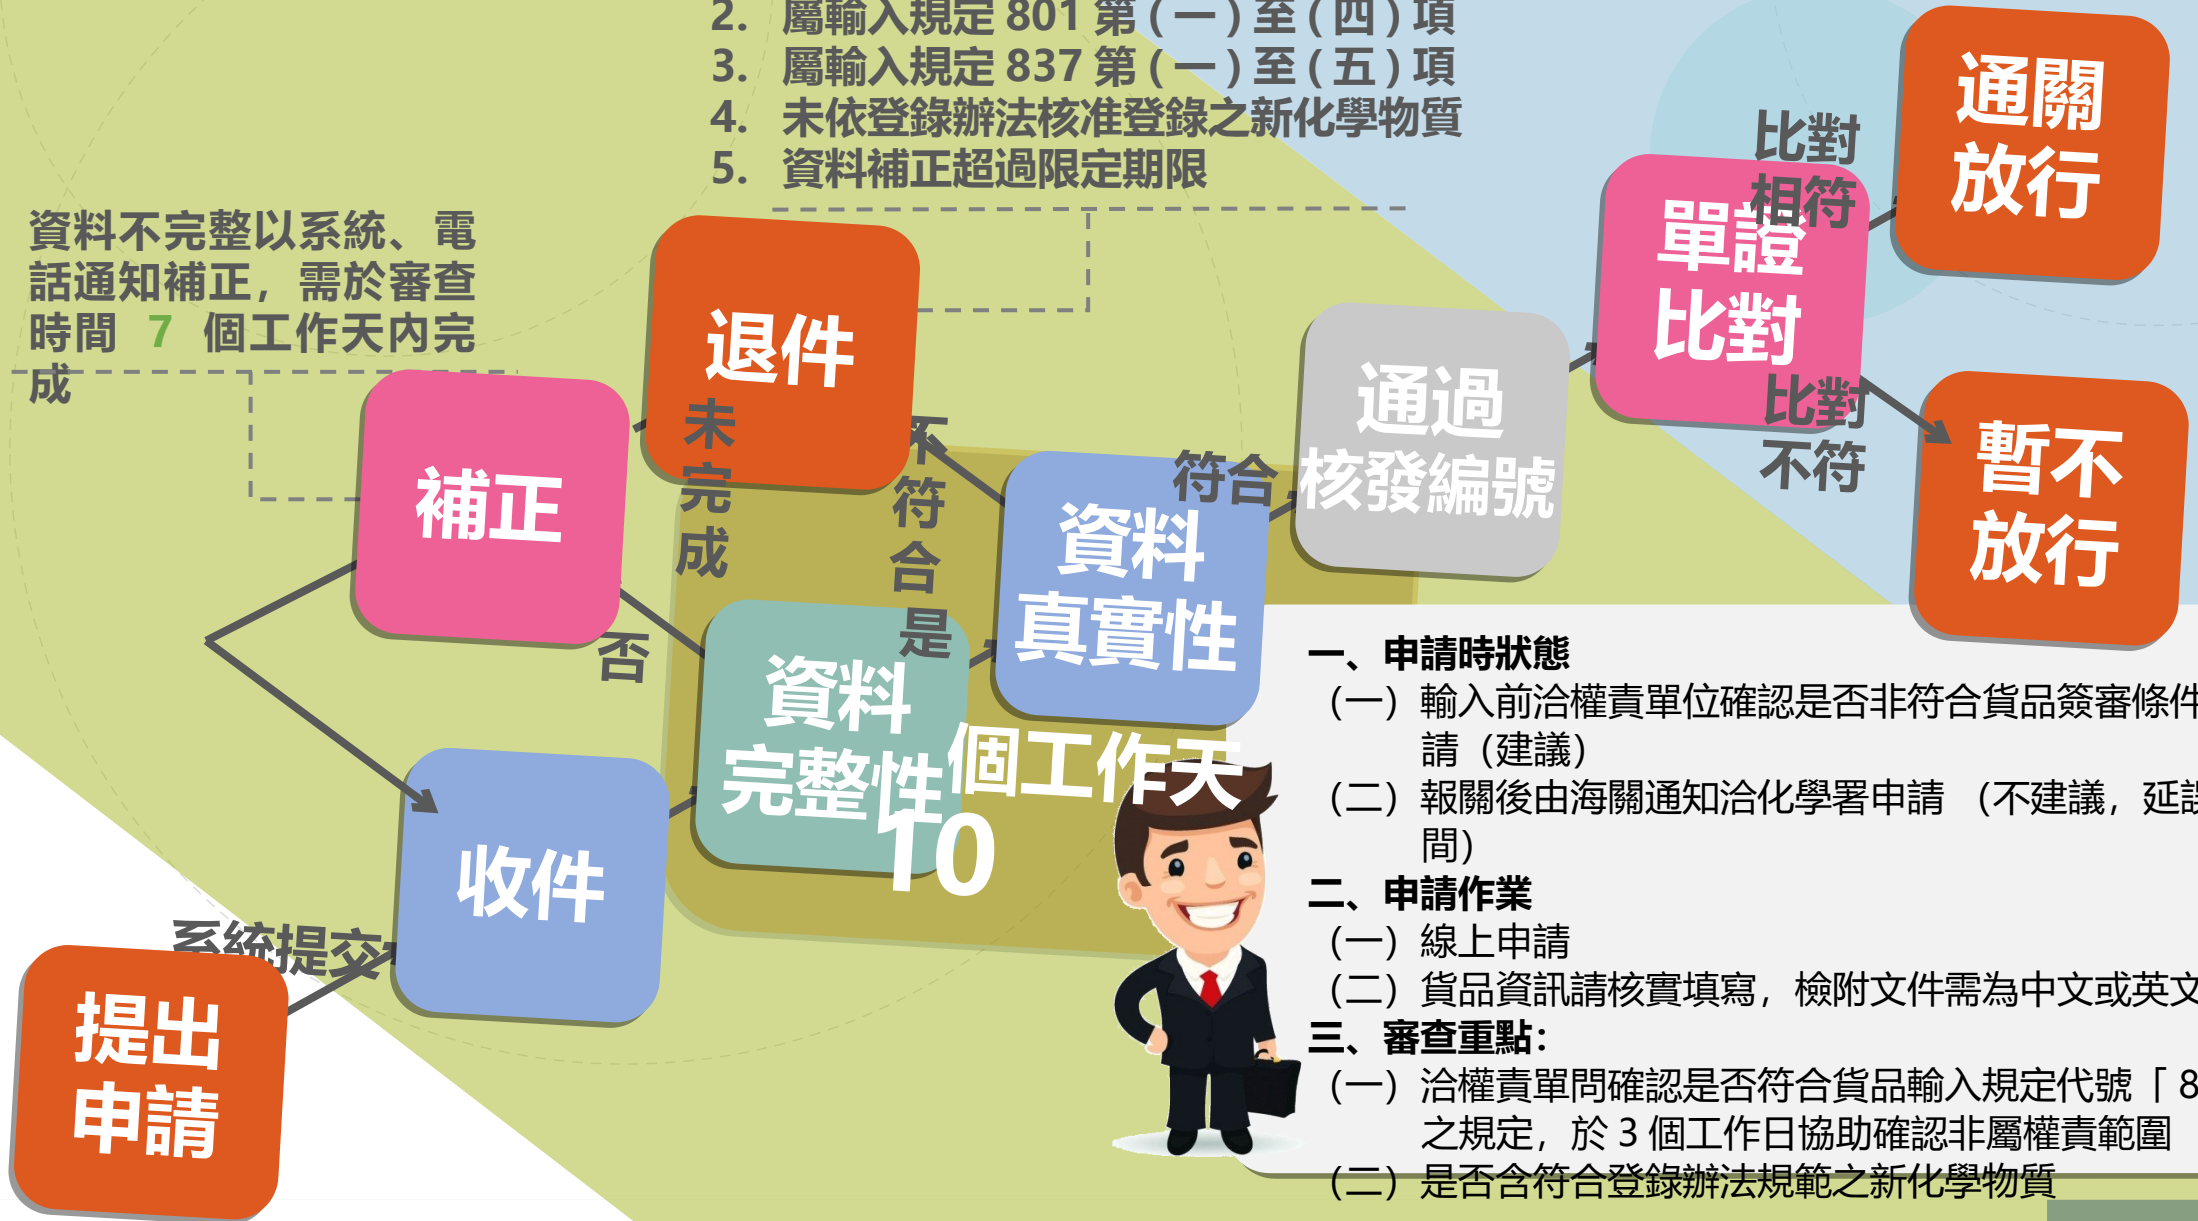 2. 屬輸入規定 801 第 ( 一 ) 至 ( 四 ) 項
3. 屬輸入規定 837 第 ( 一 ) 至 ( 五 ) 項
4. 未依登錄辦法核准登錄之新化學物質
5. 資料補正超過限定期限
資料不完整以系統、電
話通知補正，需於審查
時間 7 個工作天內完
成
通關
放行
比對
相符
單證
比對
比對
不符
暫不
放行
退件
未完成
不符合
通過
核發編號
符合
補正
資料
真實性
否
是
資料
完整性
個工作天
10
收件
系統提交
提出
申請
一、申請時狀態
（一）輸入前洽權責單位確認是否非符合貨品簽審條件
請（建議）
（二）報關後由海關通知洽化學署申請 （不建議，延誤
間）
二、申請作業
（一）線上申請
（二）貨品資訊請核實填寫，檢附文件需為中文或英文
三、審查重點：
（一）洽權責單問確認是否符合貨品輸入規定代號「 8
之規定，於 3 個工作日協助確認非屬權責範圍
（二）是否含符合登錄辦法規範之新化學物質